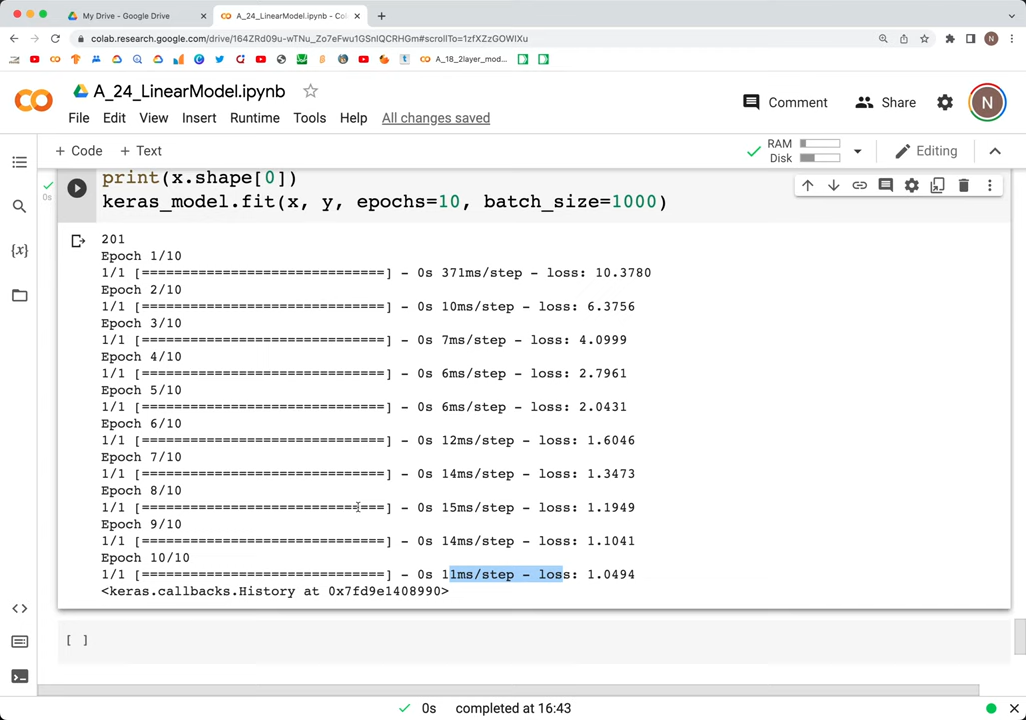 My Drive - Google Drive
A_24_LinearModel.ipynb - Col
colab.research.google.com/drive/164ZRd09u-wTNu_Zo7eFwu1GSnlQCRHGm#scrollTo=1zfXZzGOWIXu
N
A_18_2layer_mod...
A_24_LinearModel.ipynb
Comment
Share
N
File Edit View Insert Runtime Tools Help All changes saved
+ Code + Text
RAM
Disk
Editing
print(x.shape[0])
keras_model.fit(x, y, epochs=10, batch_size=1000)
0s
{x}
201
Epoch 1/10
1/1 [==============================] - 0s 371ms/step - loss: 10.3780
Epoch 2/10
1/1 [==============================] - 0s 10ms/step - loss: 6.3756
Epoch 3/10
1/1 [==============================] - 0s 7ms/step - loss: 4.0999
Epoch 4/10
1/1 [==============================] - 0s 6ms/step - loss: 2.7961
Epoch 5/10
1/1 [==============================] - 0s 6ms/step - loss: 2.0431
Epoch 6/10
1/1 [==============================] - 0s 12ms/step - loss: 1.6046
Epoch 7/10
1/1 [==============================] - 0s 14ms/step - loss: 1.3473
Epoch 8/10
1/1 [==============================] - 0s 15ms/step - loss: 1.1949
Epoch 9/10
1/1 [==============================] - 0s 14ms/step - loss: 1.1041
Epoch 10/10
1/1 [==============================] - 0s 11ms/step - loss: 1.0494
<keras.callbacks.History at 0x7fd9e1408990>
[ ]
0s completed at 16:43